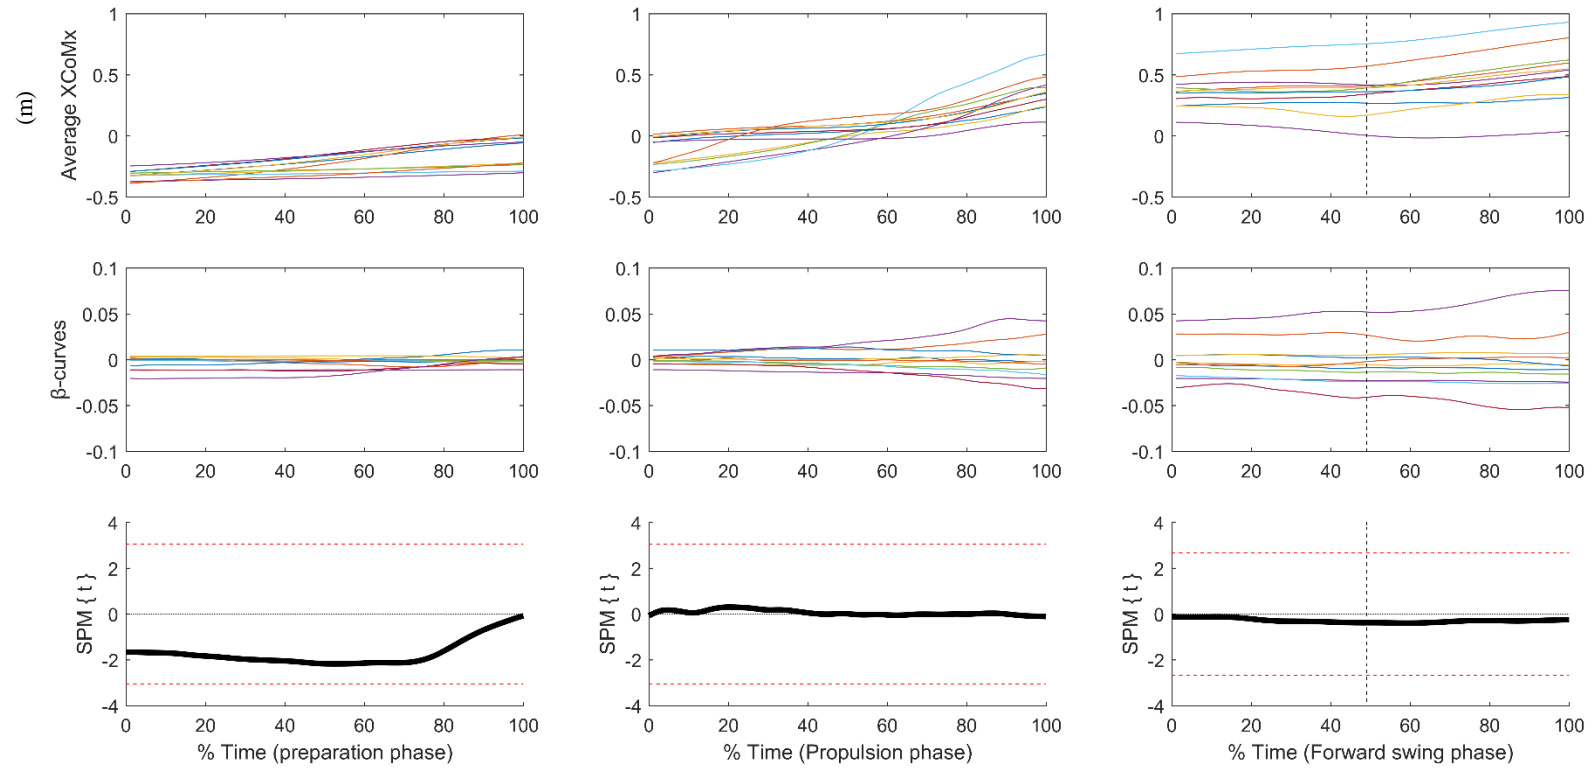 (m)
Average XCoMx
1
0.5
0
-0.5
0 20 40 60 80 100
1
0.5
0
-0.5
0 20 40 60 80 100
1
0.5
0
-0.5
0 20 40 60 80 100
β-curves
0.1
0.05
0
-0.05
-0.1
0 20 40 60 80 100
0.1
0.05
0
-0.05
-0.1
0 20 40 60 80 100
0.1
0.05
0
-0.05
-0.1
0 20 40 60 80 100
SPM { t }
4
2
0
-2
-4
0 20 40 60 80 100
% Time (preparation phase)
SPM { t }
4
2
0
-2
-4
0 20 40 60 80 100
% Time (Propulsion phase)
SPM { t }
4
2
0
-2
-4
0 20 40 60 80 100
% Time (Forward swing phase)